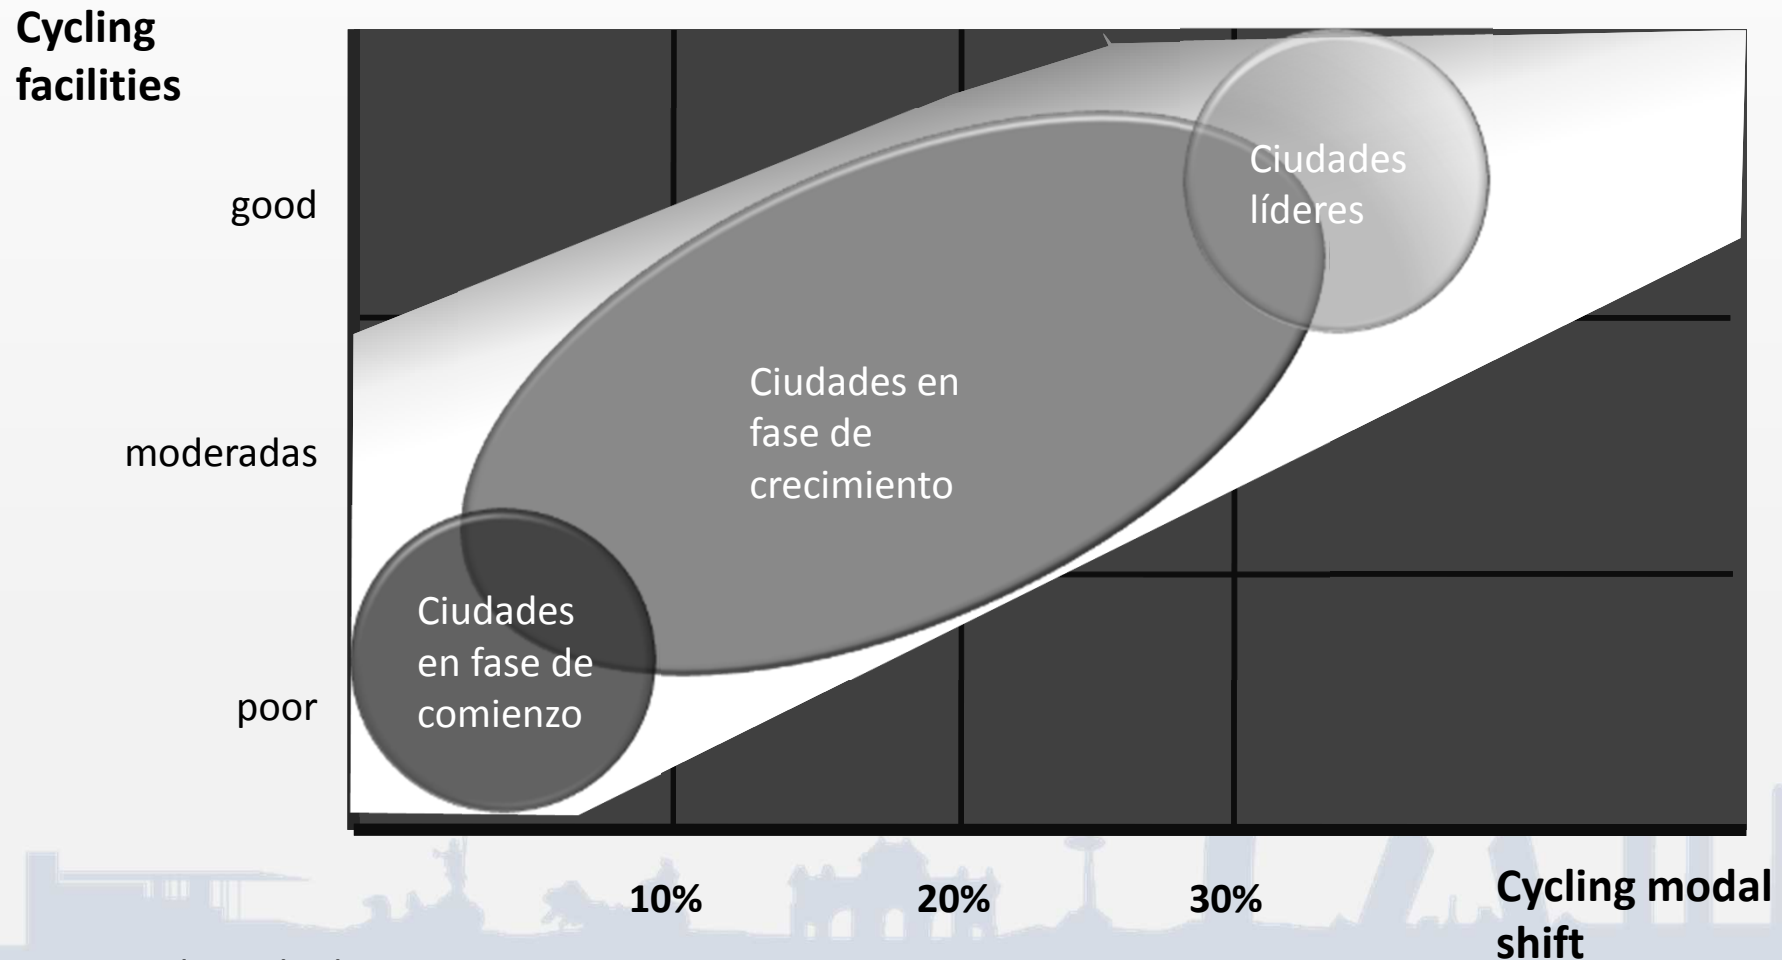 Cycling
facilities
good
moderadas
poor
Ciudades
líderes
Ciudades en
fase de
crecimiento
Ciudades
en fase de
comienzo
10%
20%
30%
Cycling modal
shift